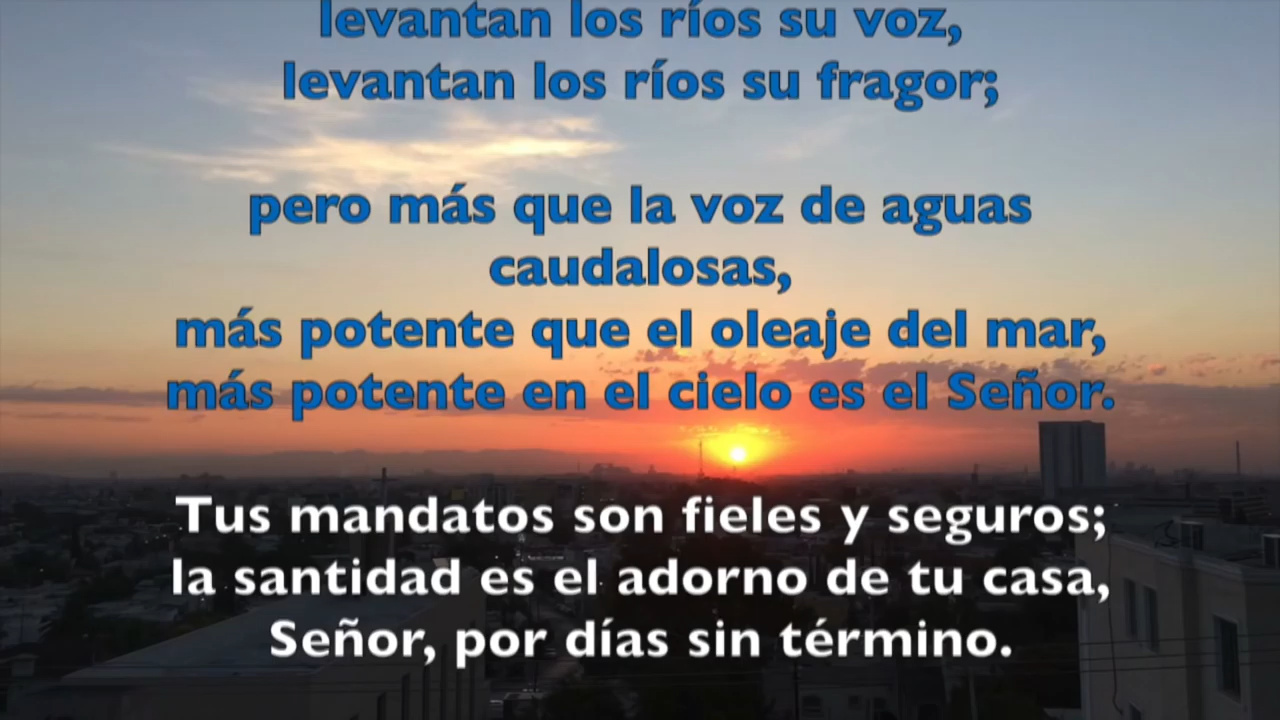 levantan los ríos su voz,
levantan los ríos su fragor;
pero más que la voz de aguas
caudalosas,
más potente que el oleaje del mar,
más potente en el cielo es el Señor.
Tus mandatos son fieles y seguros;
la santidad es el adorno de tu casa,
Señor, por días sin término.